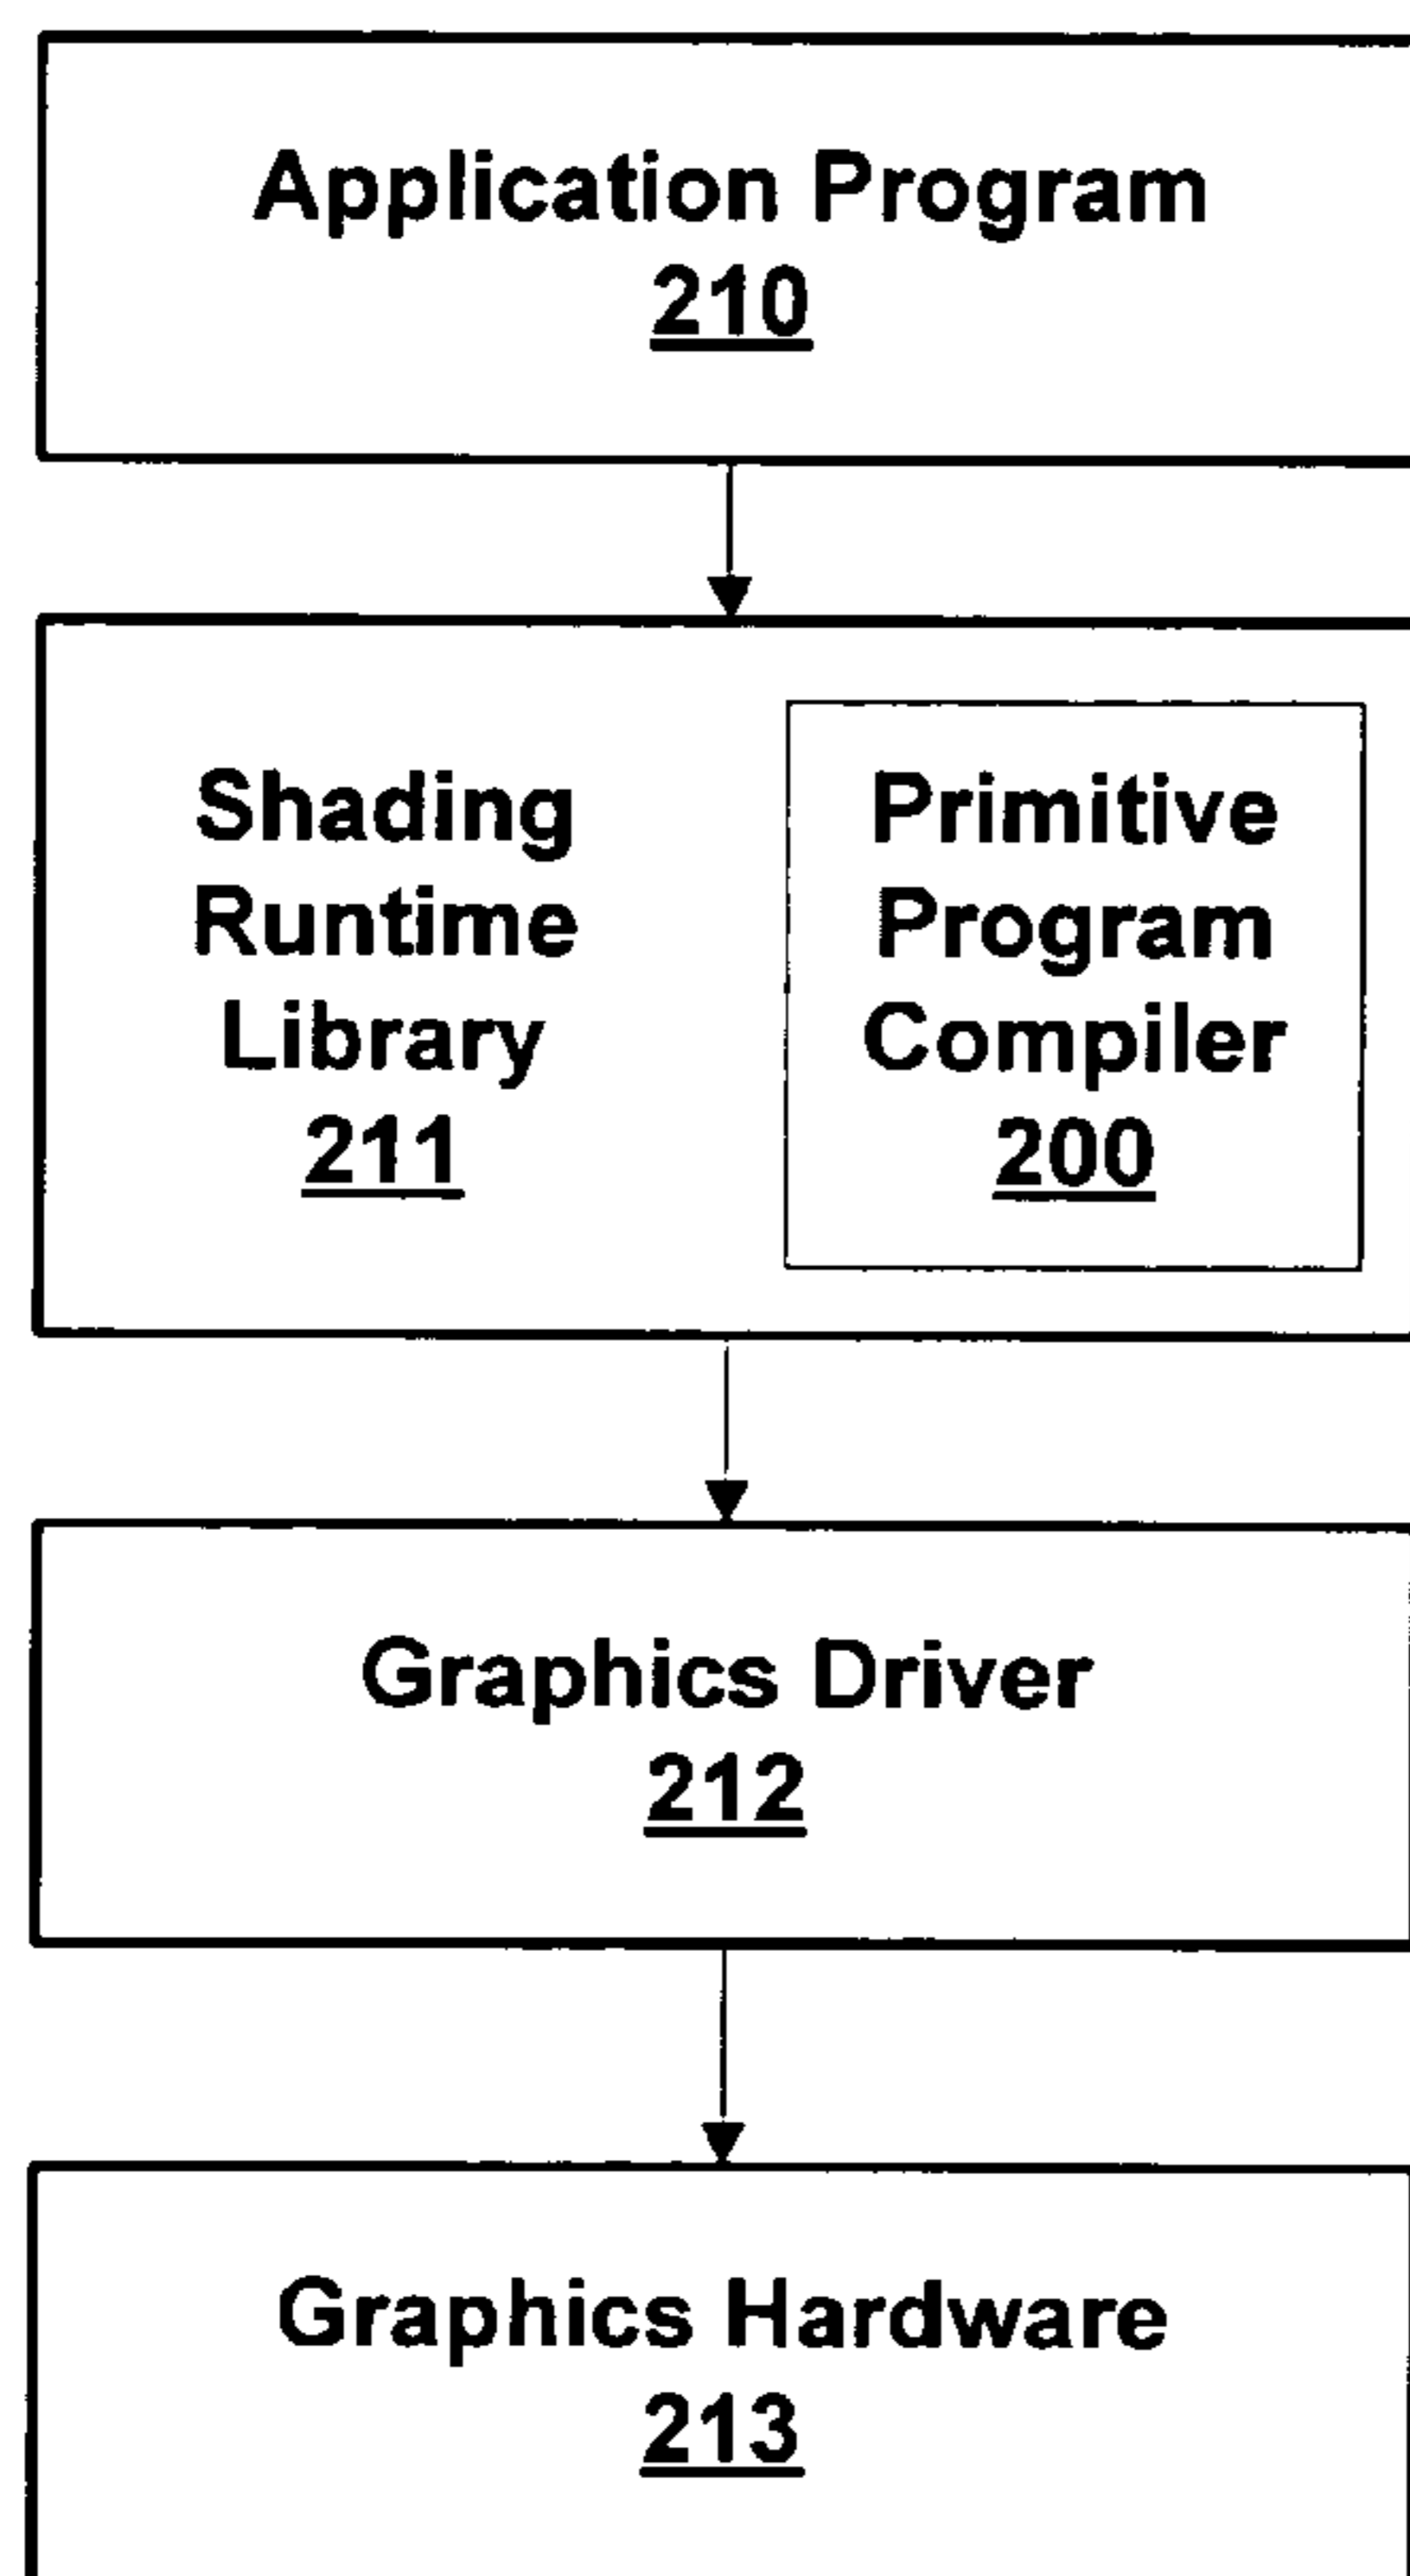 Application Program
210
Shading
Runtime
Library
211
Primitive
Program
Compiler
200
Graphics Driver
212
Graphics Hardware
213